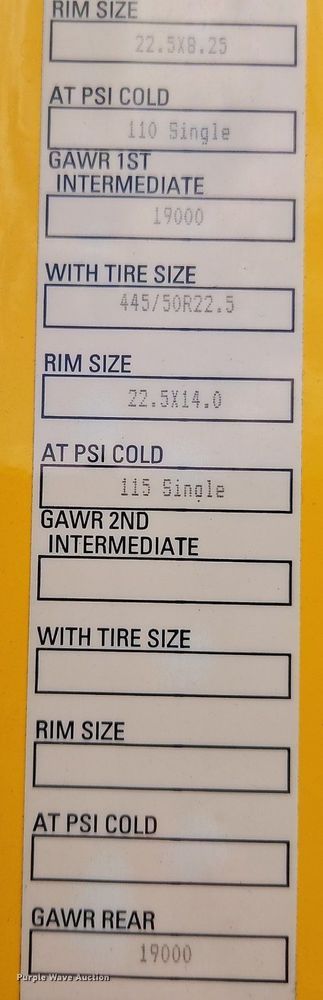 RIM SIZE
22.5X8.25
AT PSI COLD
110 Single
GAWR 1ST
INTERMEDIATE
19000
WITH TIRE SIZE
445/50R22.5
RIM SIZE
22.5X14.0
AT PSI COLD
115 Single
GAWR 2ND
INTERMEDIATE
WITH TIRE SIZE
RIM SIZE
AT PSI COLD
GAWR REAR
19000
Purple Wave Auction